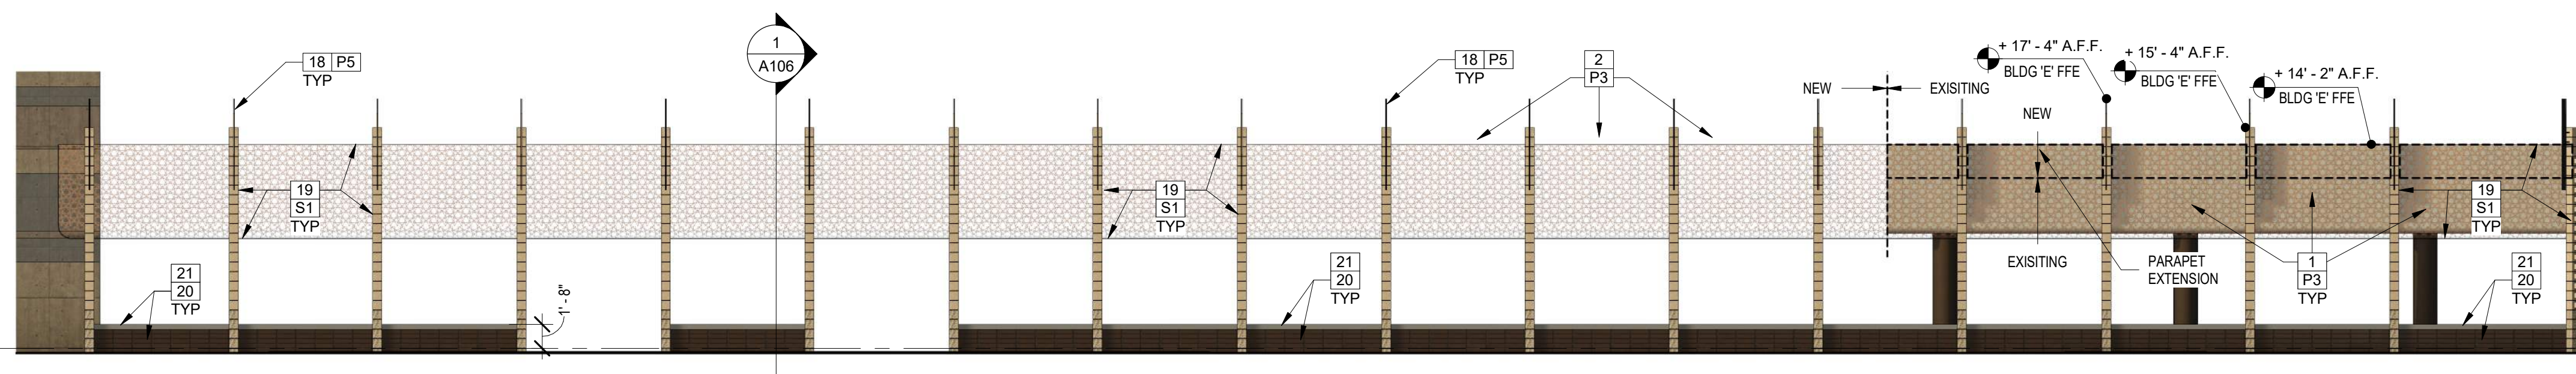 18 P5
TYP
1
A106
18 P5
TYP
2
P3
NEW
EXISITING
+ 17' - 4" A.F.F.
BLDG 'E' FFE
+ 15' - 4" A.F.F.
BLDG 'E' FFE
+ 14' - 2" A.F.F.
BLDG 'E' FFE
NEW
19
S1
TYP
19
S1
TYP
19
S1
TYP
21
20
TYP
1' - 8"
21
20
TYP
EXISITING
PARAPET
EXTENSION
1
P3
TYP
21
20
TYP